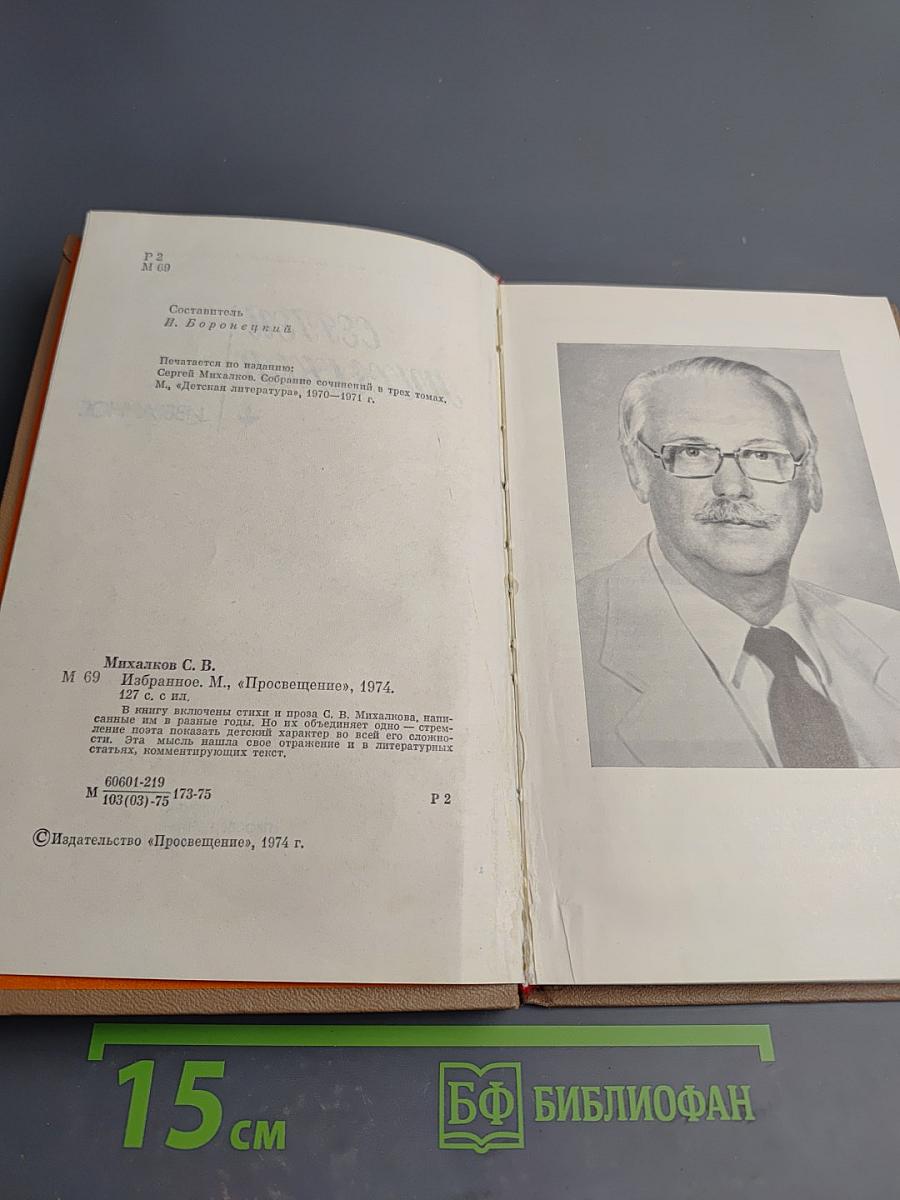 Р 2
М 69
Составитель
И. Боронецкий
Печатается по изданию:
Сергей Михалков. Собрание сочинений в трех томах.
М., «Детская литература», 1970—1971 г.
Михалков С. В.
М 69 Избранное. М., «Просвещение», 1974.
127 с. с ил.
В книгу включены стихи и проза С. В. Михалкова, напи-
санные им в разные годы. Но их объединяет одно — стрем-
ление поэта показать детский характер во всей его сложно-
сти. Эта мысль нашла свое отражение и в литературных
статьях, комментирующих текст.
М 60601-219
103(03)-75 173-75
Р 2
©Издательство «Просвещение», 1974 г.
15 см
БФ БИБЛИОФАН